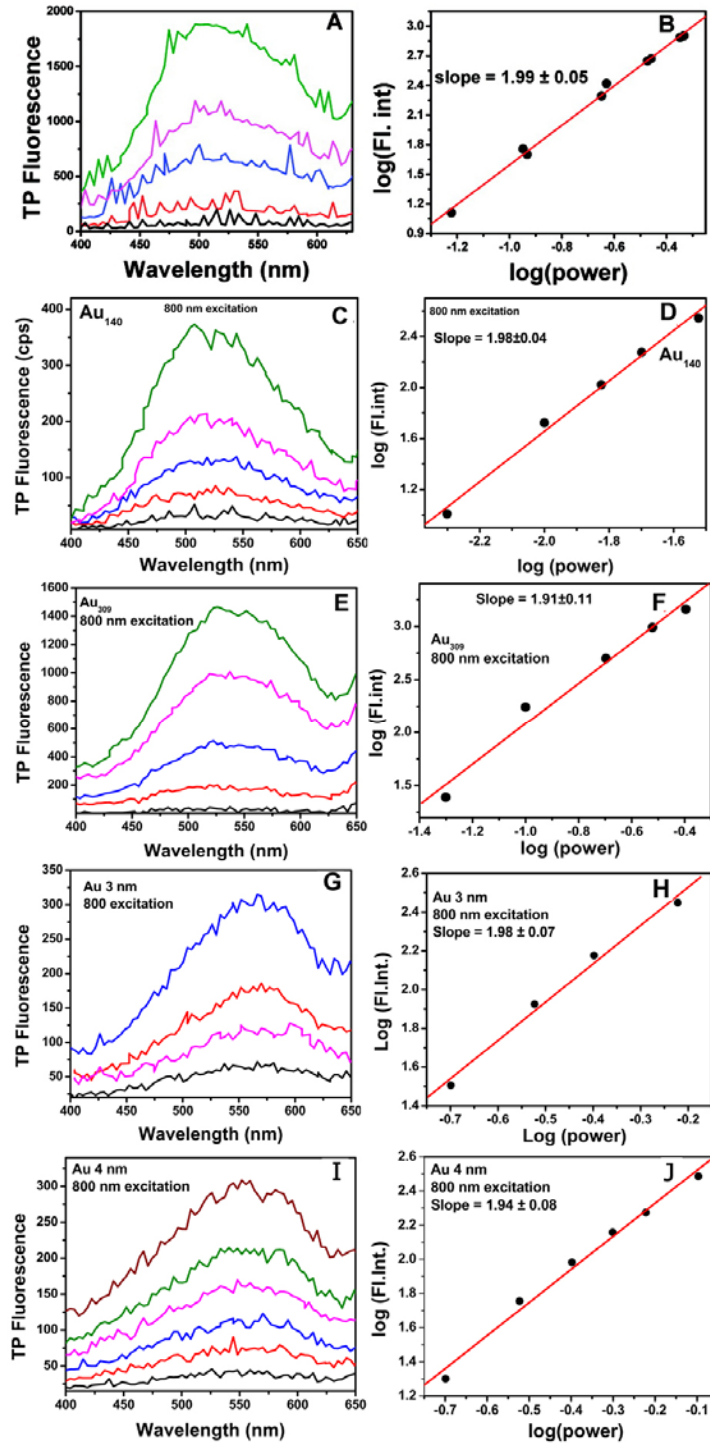 A
TP Fluorescence
2000
1500
1000
500
0
400 450 500 550 600
Wavelength (nm)
B
slope = 1.99 ± 0.05
log(Fl. int)
3.0
2.7
2.4
2.1
1.8
1.5
1.2
0.9
-1.2 -1.0 -0.8 -0.6 -0.4
log(power)
Au140
800 nm excitation
C
TP Fluorescence (cps)
400
350
300
250
200
150
100
50
400 450 500 550 600 650
Wavelength (nm)
800 nm excitation
D
Slope = 1.98±0.04
Au140
log (Fl.int)
2.4
2.0
1.6
1.2
-2.2 -2.0 -1.8 -1.6
log (power)
Au309
E
800 nm excitation
TP Fluorescence
1600
1400
1200
1000
800
600
400
200
400 450 500 550 600 650
Wavelength (nm)
Slope = 1.91±0.11
F
Au309
800 nm excitation
log (Fl.int)
3.0
2.5
2.0
1.5
-1.4 -1.2 -1.0 -0.8 -0.6 -0.4
log (power)
G
Au 3 nm
800 excitation
TP Fluorescence
350
300
250
200
150
100
50
400 450 500 550 600 650
Wavelength (nm)
Au 3 nm
H
800 nm excitation
Slope = 1.98 ± 0.07
Log (Fl.Int.)
2.6
2.4
2.2
2.0
1.8
1.6
1.4
-0.7 -0.6 -0.5 -0.4 -0.3 -0.2
Log (power)
Au 4 nm
I
800 nm excitation
TP Fluorescence
300
250
200
150
100
50
400 450 500 550 600 650
Wavelength (nm)
Au 4 nm
J
800 nm excitation
Slope = 1.94 ± 0.08
log (Fl.Int.)
2.6
2.4
2.2
2.0
1.8
1.6
1.4
1.2
-0.7 -0.6 -0.5 -0.4 -0.3 -0.2 -0.1
log(power)